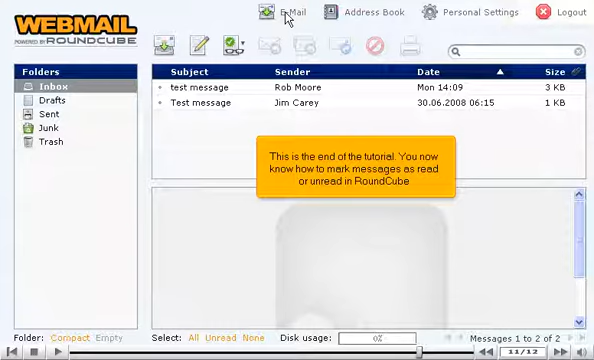 WEBMAIL
POWERED BY ROUNDCUBE
E-Mail Address Book Personal Settings Logout
Folders
Inbox
Drafts
Sent
Junk
Trash
Subject Sender Date Size
test message Rob Moore Mon 14:09 3 KB
Test message Jim Carey 30.06.2008 06:15 1 KB
This is the end of the tutorial. You now
know how to mark messages as read
or unread in RoundCube
Folder: Compact Empty Select: All Unread None Disk usage: 0% Messages 1 to 2 of 2
11/12